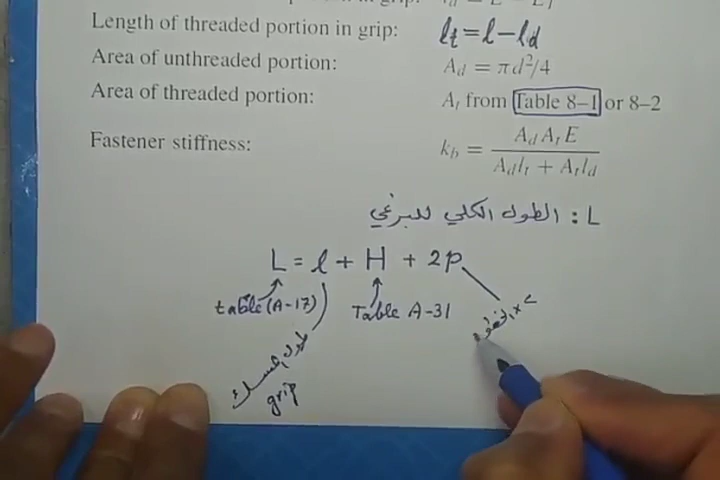 Length of threaded portion in grip: lt = l - ld
Area of unthreaded portion: Ad = πd²/4
Area of threaded portion: At from Table 8–1 or 8–2
Fastener stiffness: kb = AdAtE / (Adlt + Atld)
L : الطول الكلي للبرغي
L = l + H + 2p
table (A-17) Table A-31
grip